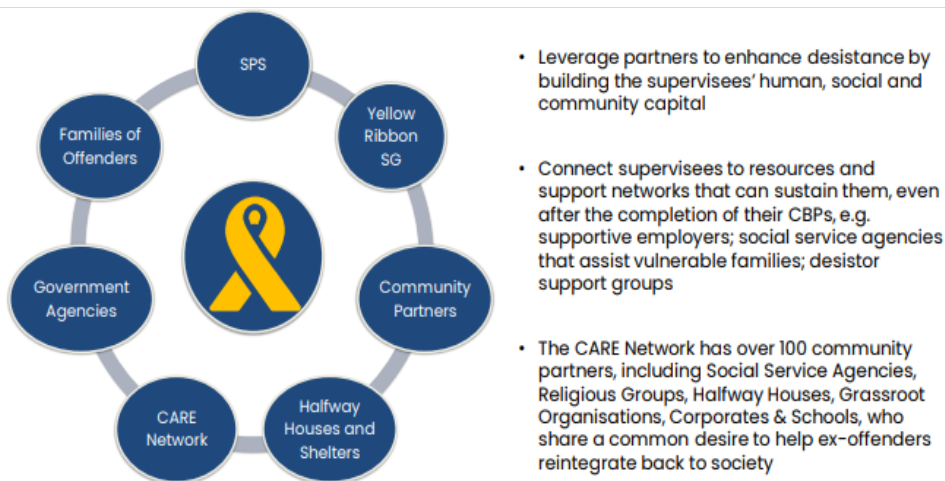 SPS
Yellow
Ribbon
SG
Community
Partners
Halfway
Houses and
Shelters
CARE
Network
Government
Agencies
Families of
Offenders
• Leverage partners to enhance desistance by
building the supervisees' human, social and
community capital
• Connect supervisees to resources and
support networks that can sustain them, even
after the completion of their CBPs, e.g.
supportive employers; social service agencies
that assist vulnerable families; desistor
support groups
• The CARE Network has over 100 community
partners, including Social Service Agencies,
Religious Groups, Halfway Houses, Grassroot
Organisations, Corporates & Schools, who
share a common desire to help ex-offenders
reintegrate back to society